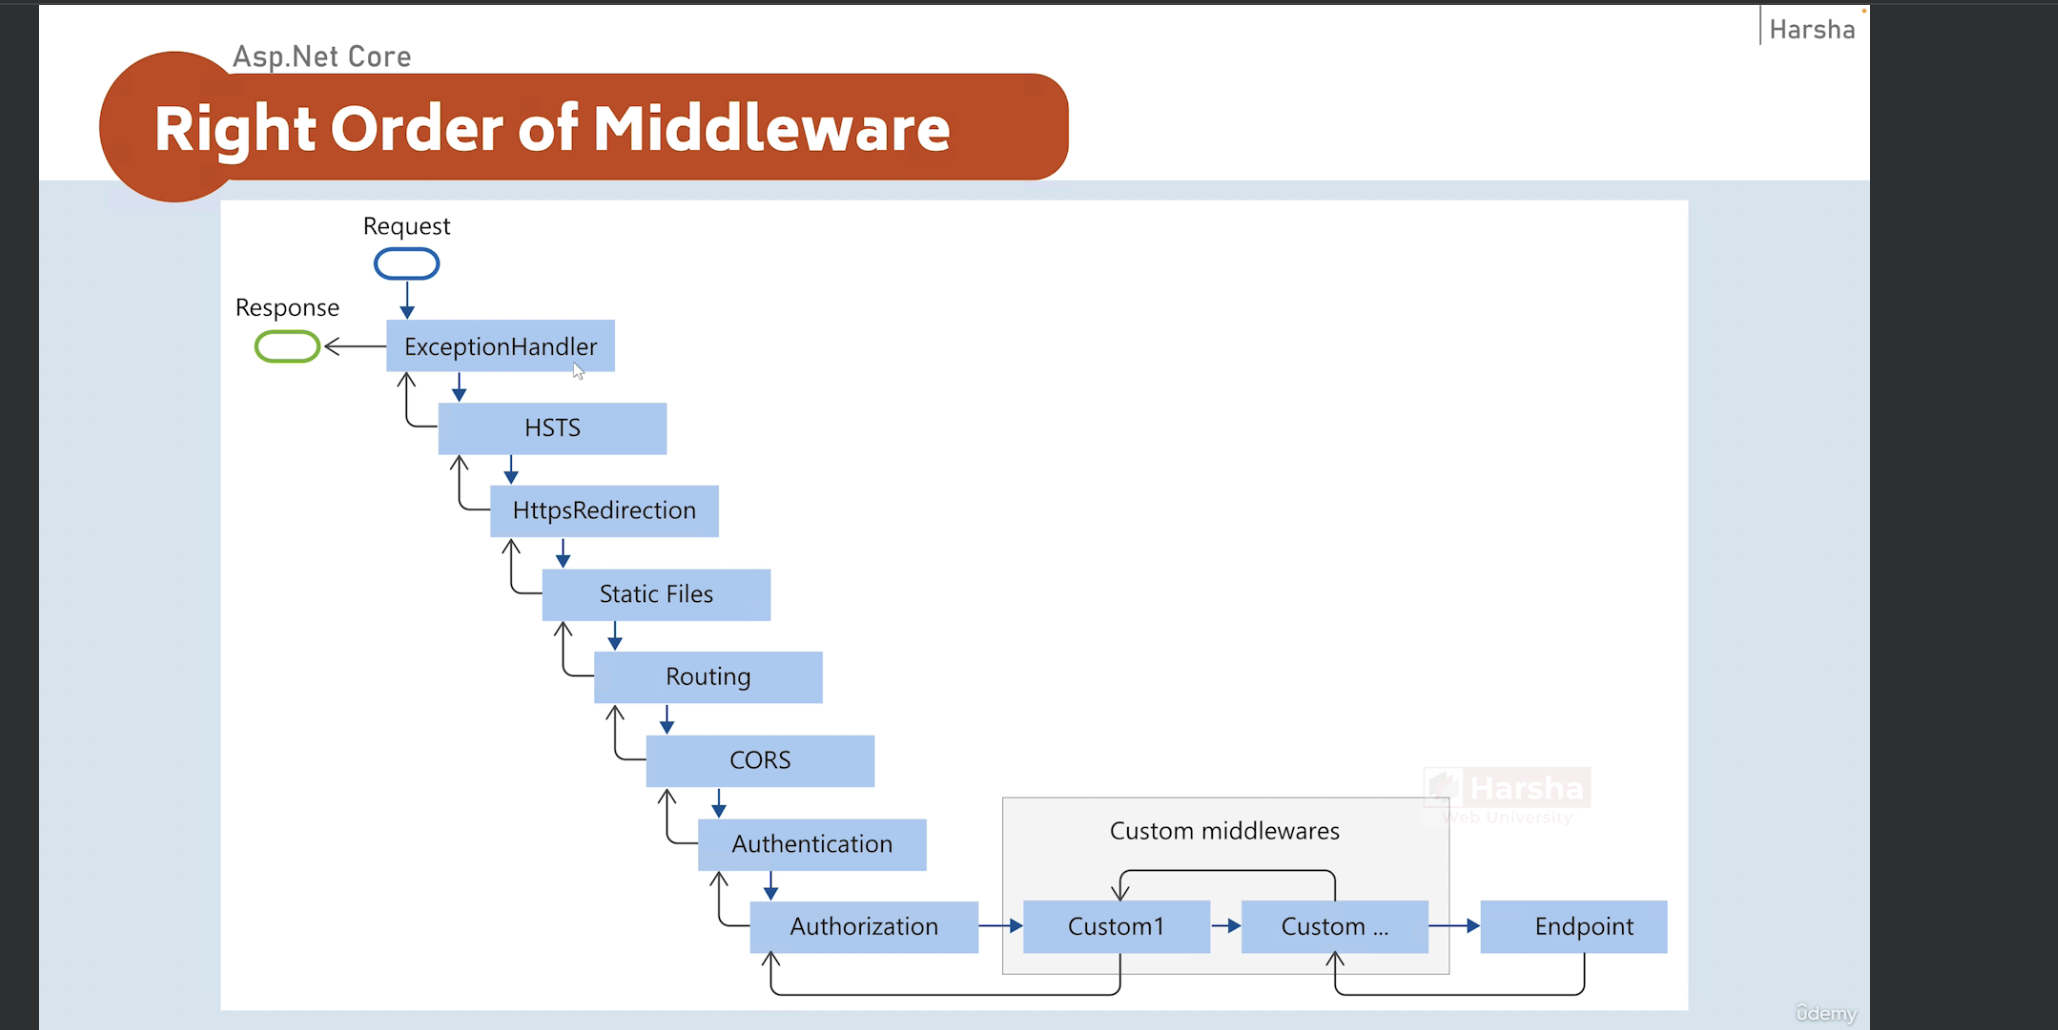 Harsha
Asp.Net Core
Right Order of Middleware
Request
Response
ExceptionHandler
HSTS
HttpsRedirection
Static Files
Routing
CORS
Harsha
Web University
Custom middlewares
Authentication
Authorization
Custom1
Custom ...
Endpoint
ûdemy